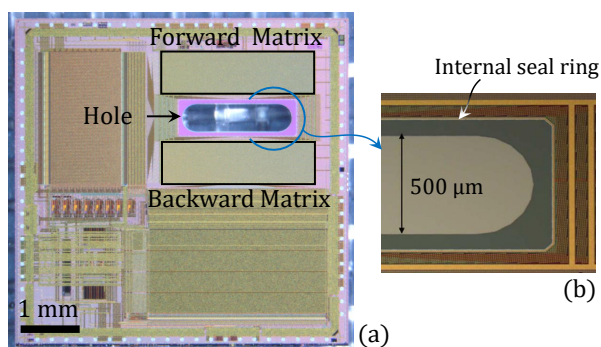 Forward Matrix
Hole
Backward Matrix
1 mm
(a)
Internal seal ring
500 μm
(b)